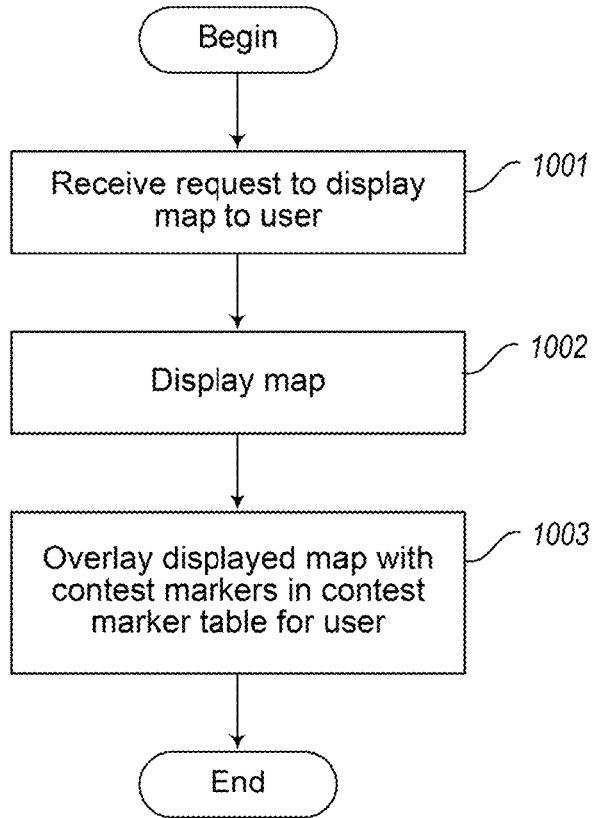 Begin
Receive request to display
map to user
1001
Display map
1002
Overlay displayed map with
contest markers in contest
marker table for user
1003
End